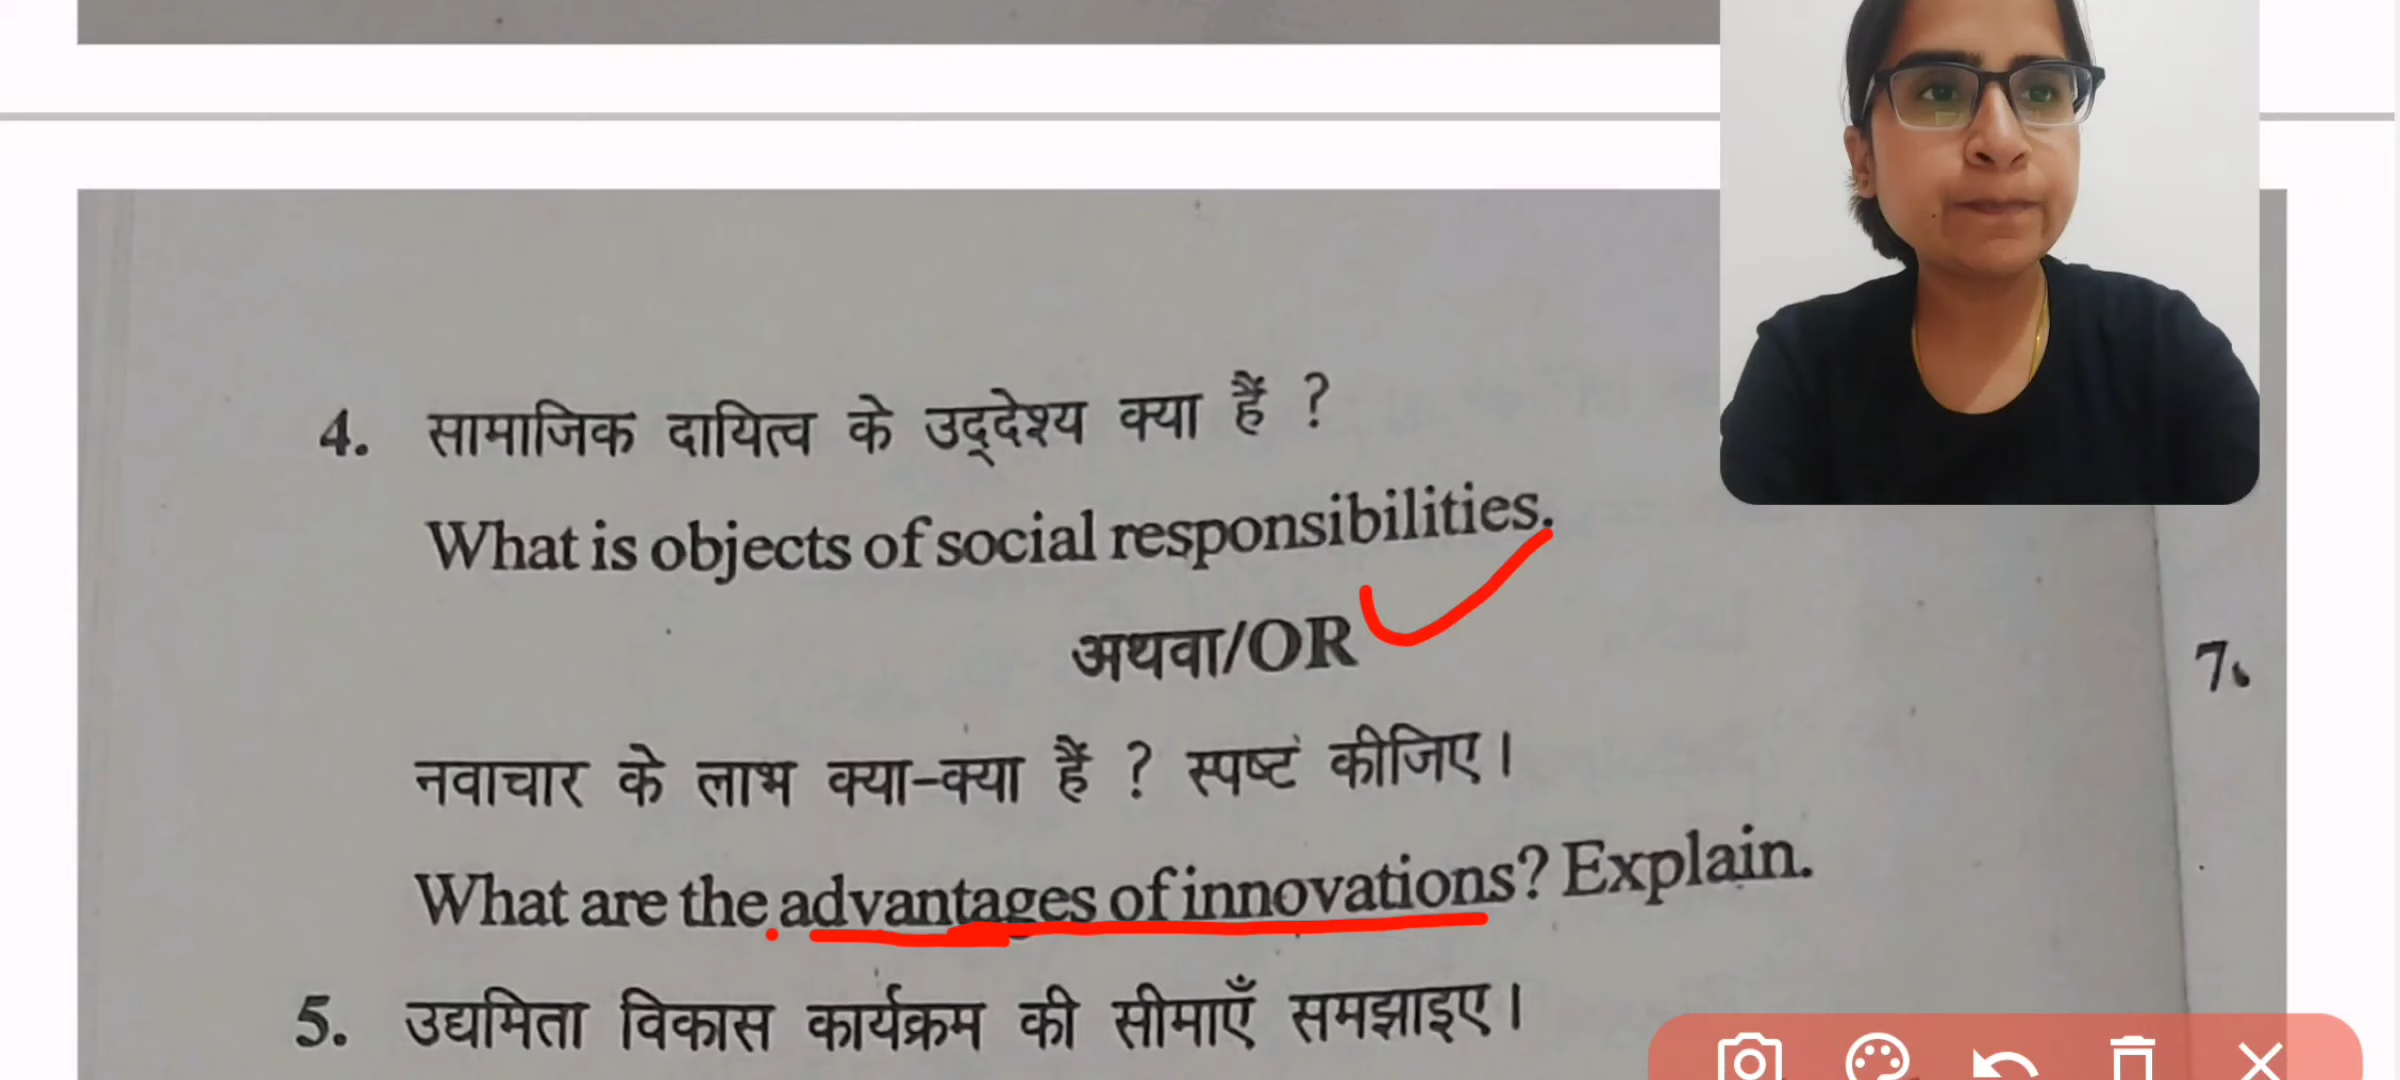 4. सामाजिक दायित्व के उद्देश्य क्या हैं ?
What is objects of social responsibilities.
अथवा/OR
7.
नवाचार के लाभ क्या-क्या हैं ? स्पष्ट कीजिए।
What are the advantages of innovations? Explain.
5. उद्यमिता विकास कार्यक्रम की सीमाएँ समझाइए।